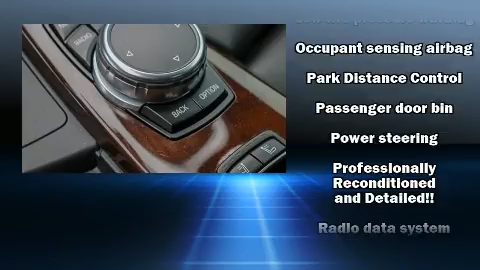 Occupant sensing airbag
Park Distance Control
Passenger door bin
Power steering
Professionally
Reconditioned
and Detailed!!
Radio data system
RADIO
BACK
OPTION